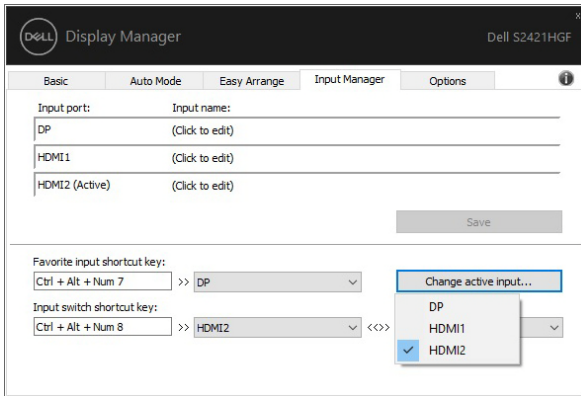 x
DELL Display Manager Dell S2421HGF
Basic Auto Mode Easy Arrange Input Manager Options
Input port: Input name:
DP (Click to edit)
HDMI1 (Click to edit)
HDMI2 (Active) (Click to edit)
Save
Favorite input shortcut key:
Ctrl + Alt + Num 7 >> DP Change active input...
Input switch shortcut key:
Ctrl + Alt + Num 8 >> HDMI2 <<>>
DP
HDMI1
HDMI2